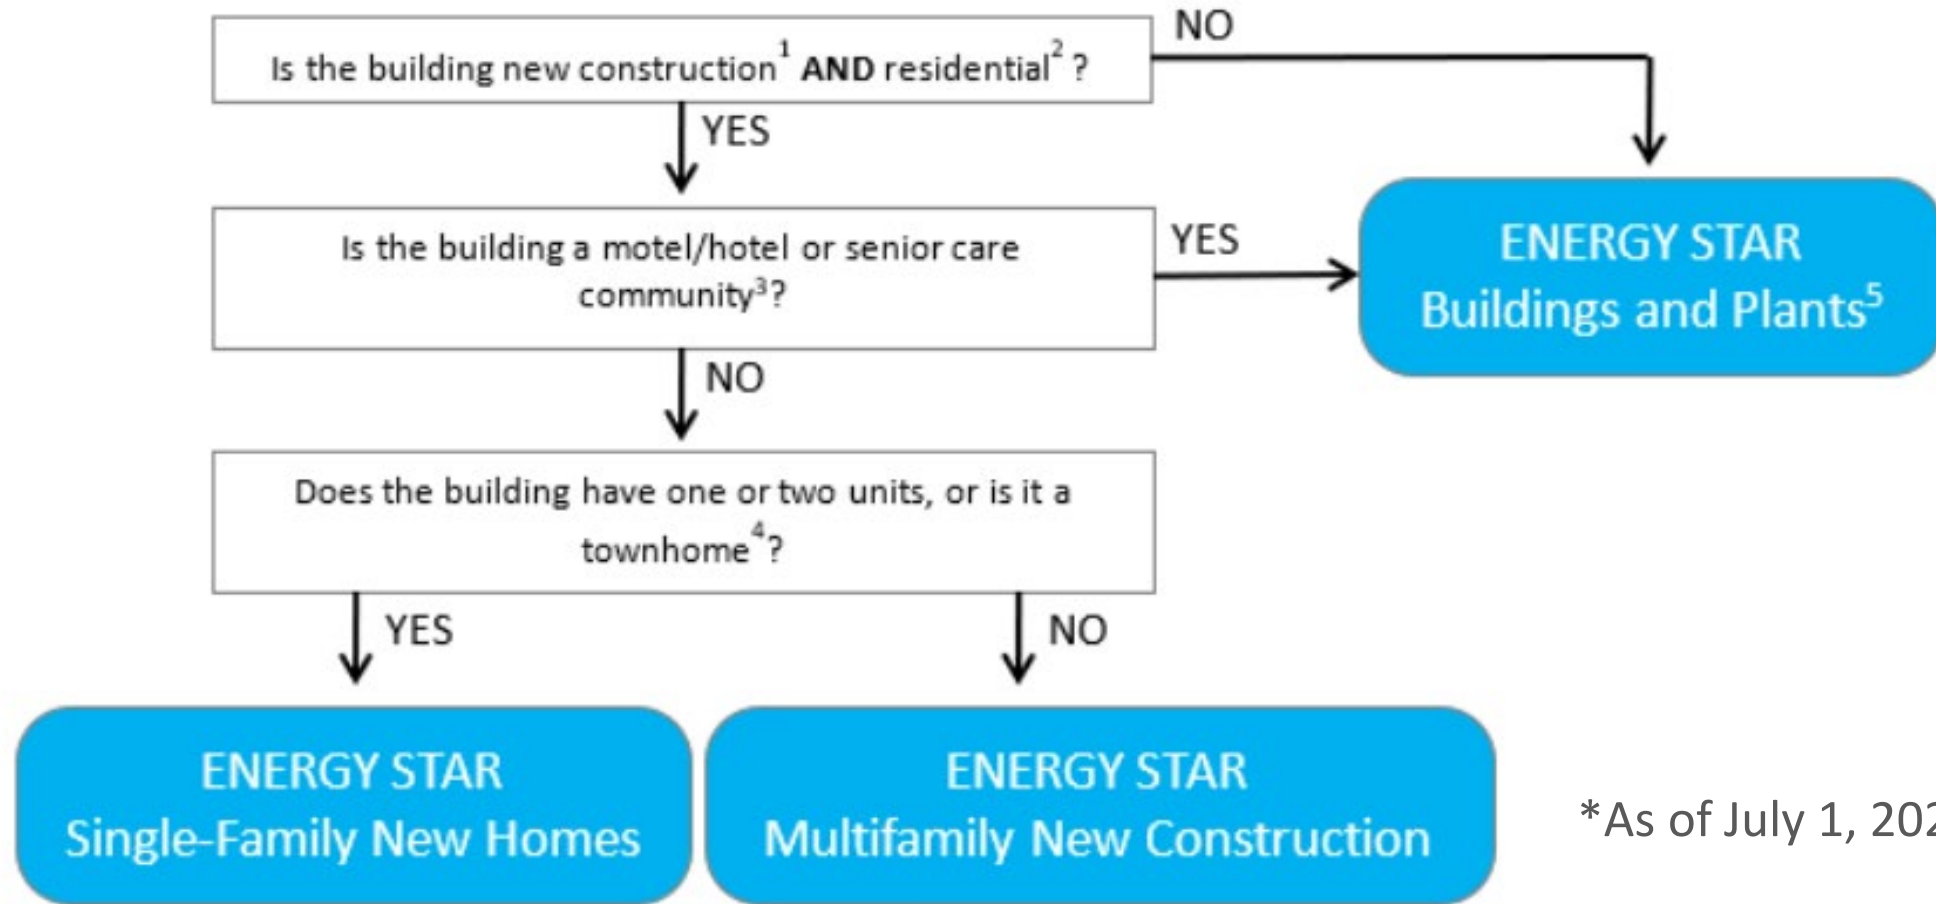 Is the building new construction¹ AND residential² ?
NO
YES
Is the building a motel/hotel or senior care
community³?
YES
ENERGY STAR
Buildings and Plants⁵
NO
Does the building have one or two units, or is it a
townhome⁴?
YES
NO
ENERGY STAR
Single-Family New Homes
ENERGY STAR
Multifamily New Construction
*As of July 1,